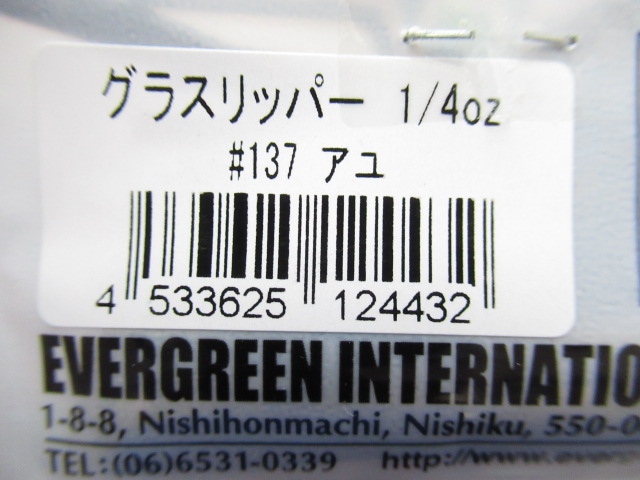 グラスリッパー 1/4oz
#137 アユ
4 533625 124432
EVERGREEN INTERNATIO
1-8-8, Nishihonmachi, Nishiku, 550-0
TEL:(06)6531-0339 http://www.